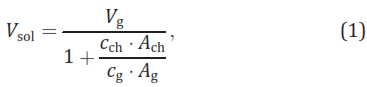 V_sol = V_g / (1 + (c_ch · A_ch) / (c_g · A_g)), (1)